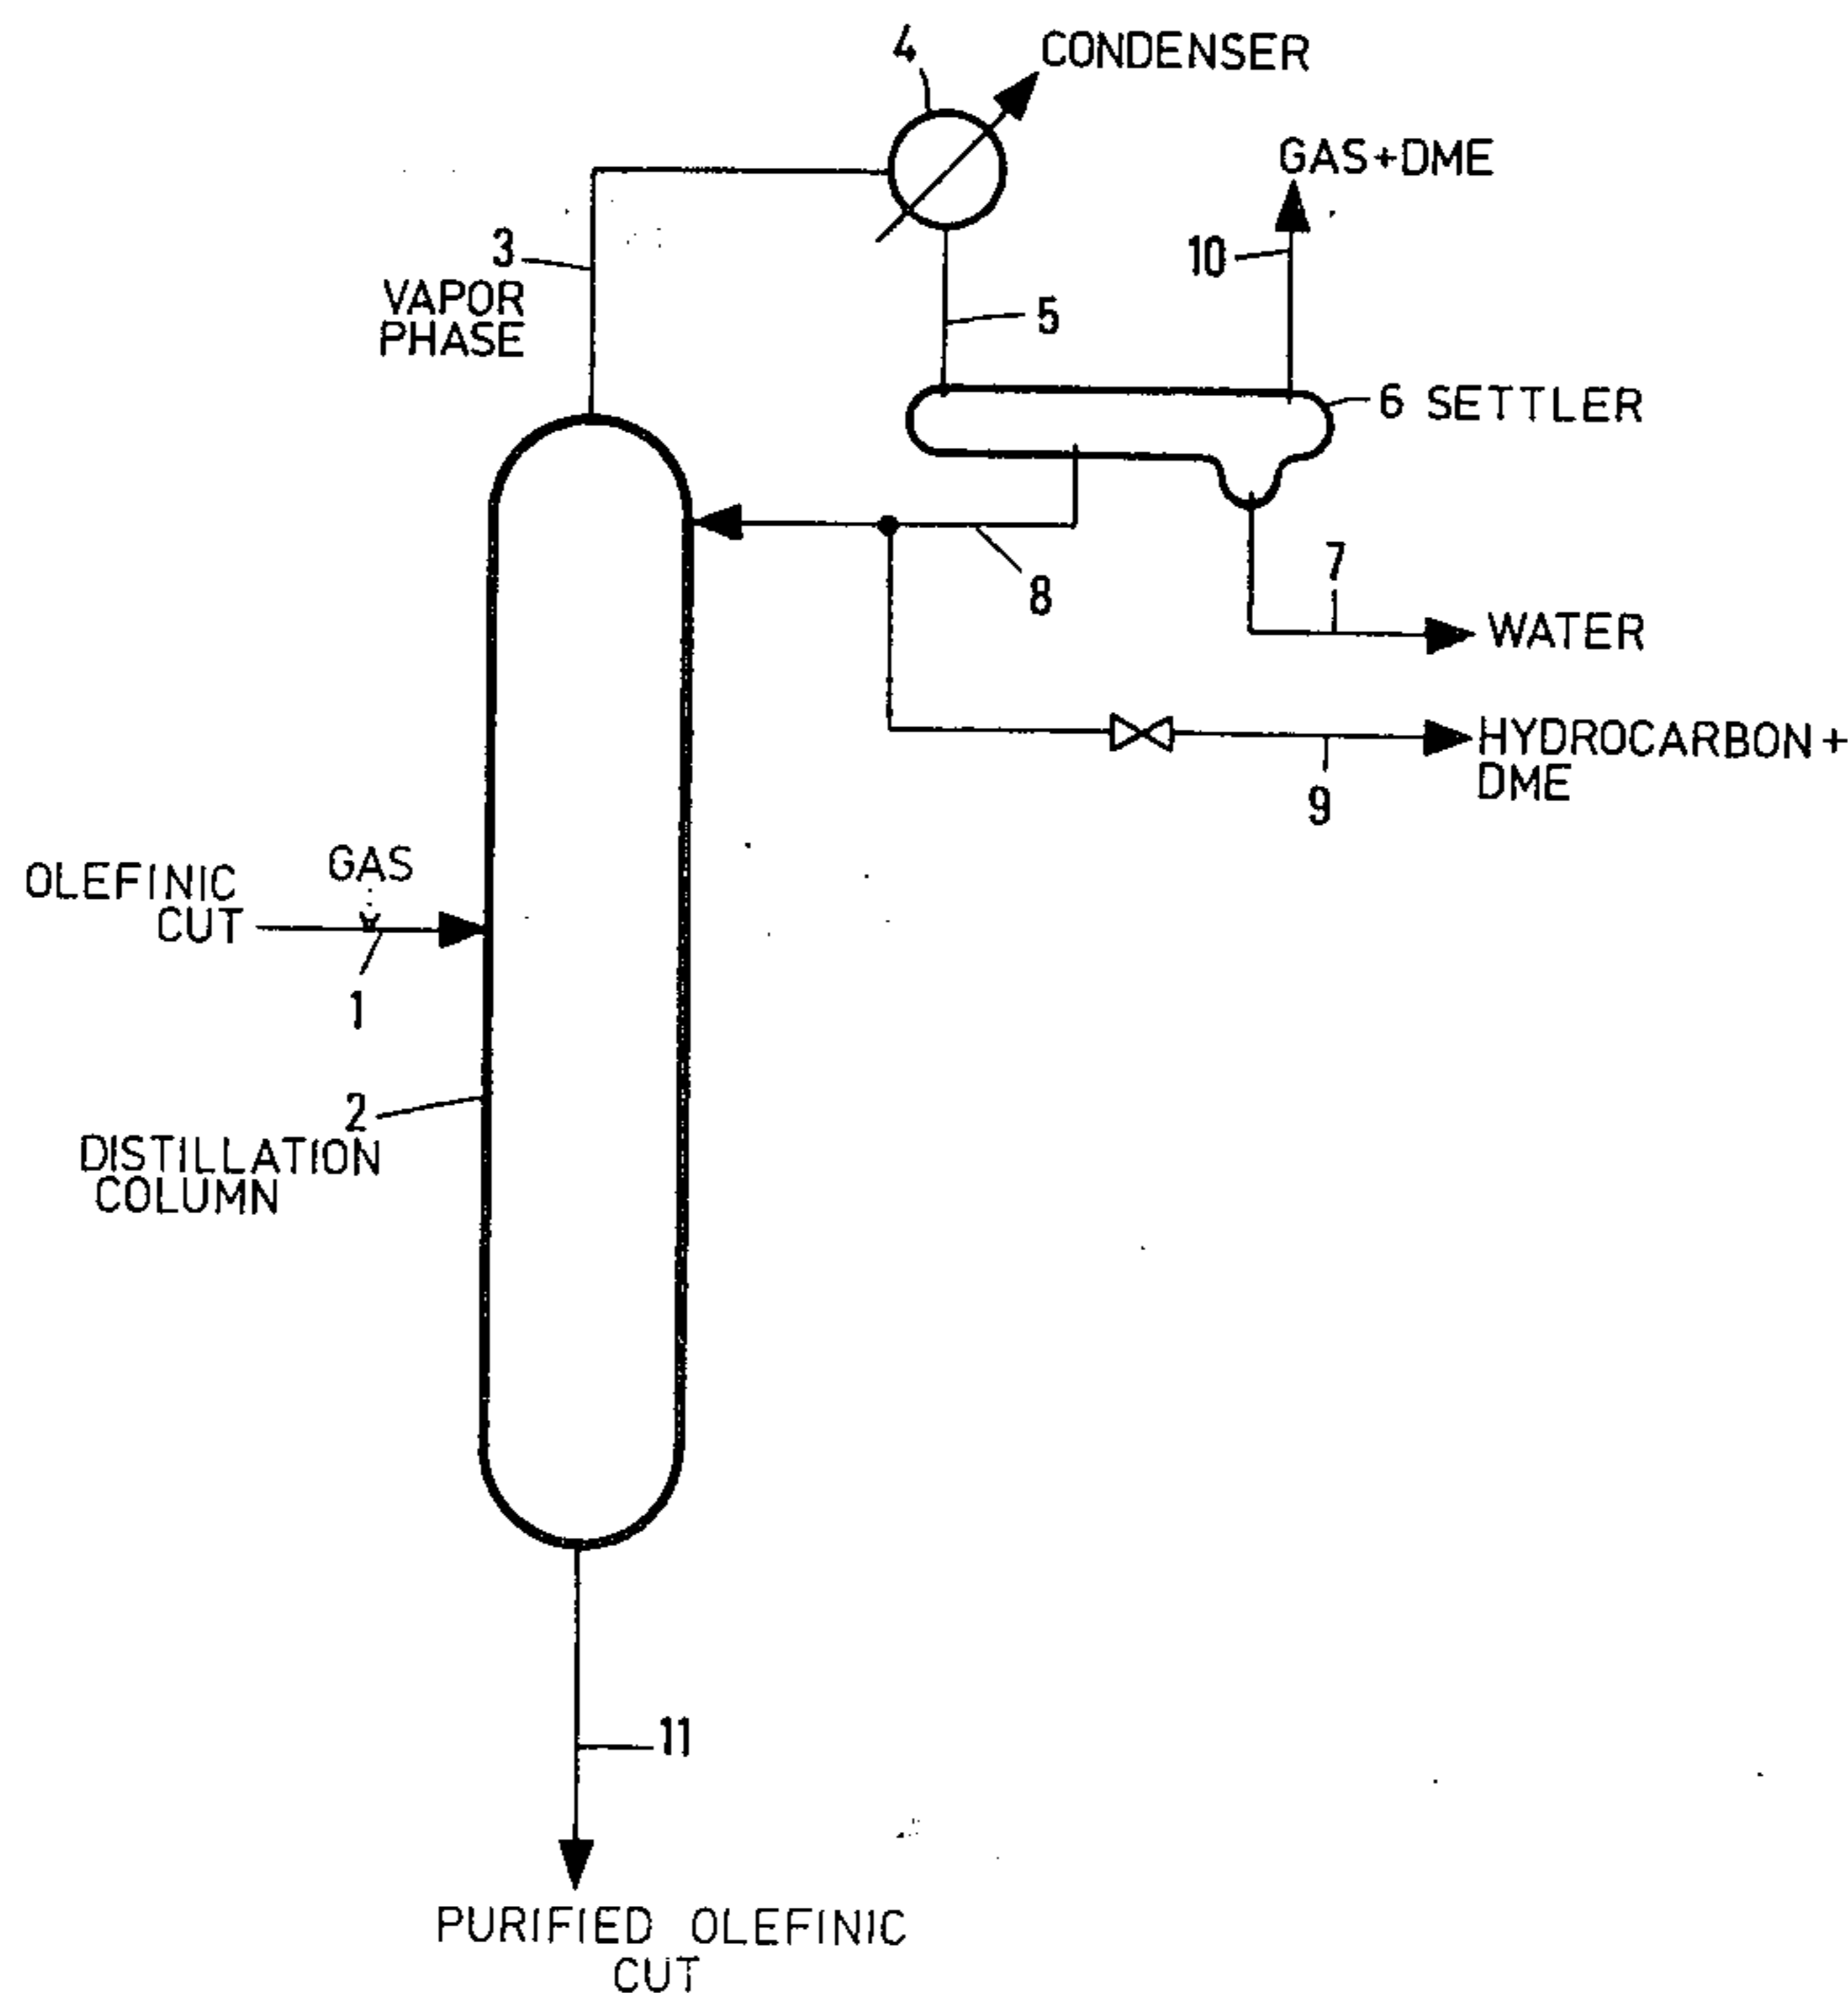 4
CONDENSER
GAS+DME
3
VAPOR
PHASE
10
5
6 SETTLER
8
7
WATER
HYDROCARBON+
DME
9
OLEFINIC
CUT
GAS
1
2
DISTILLATION
COLUMN
11
PURIFIED OLEFINIC
CUT